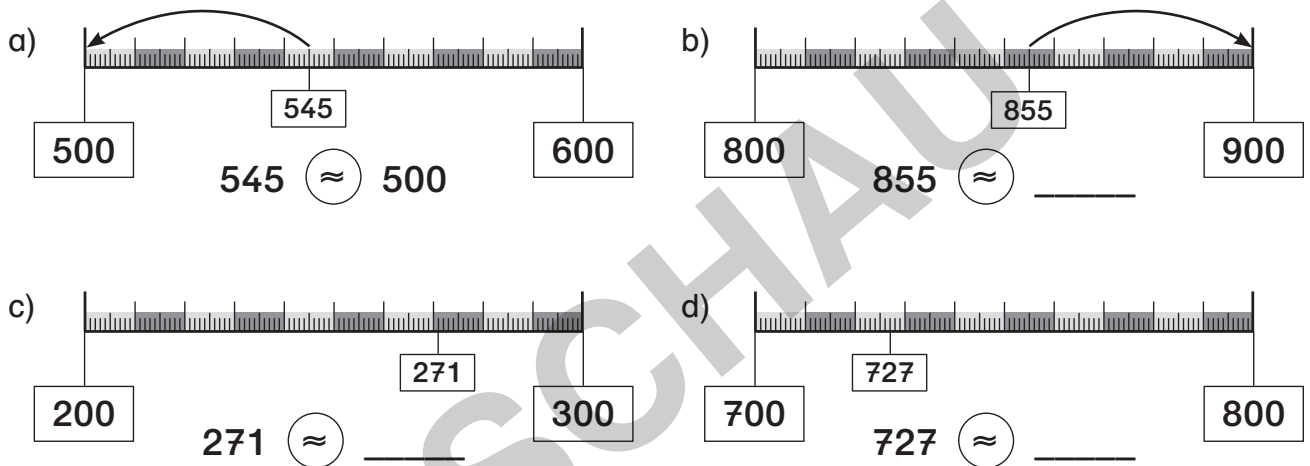 a)
545
500
600
545 ≈ 500
b)
855
800
900
855 ≈ _____
c)
271
200
300
271 ≈ _____
d)
727
700
800
727 ≈ _____
SCHAU